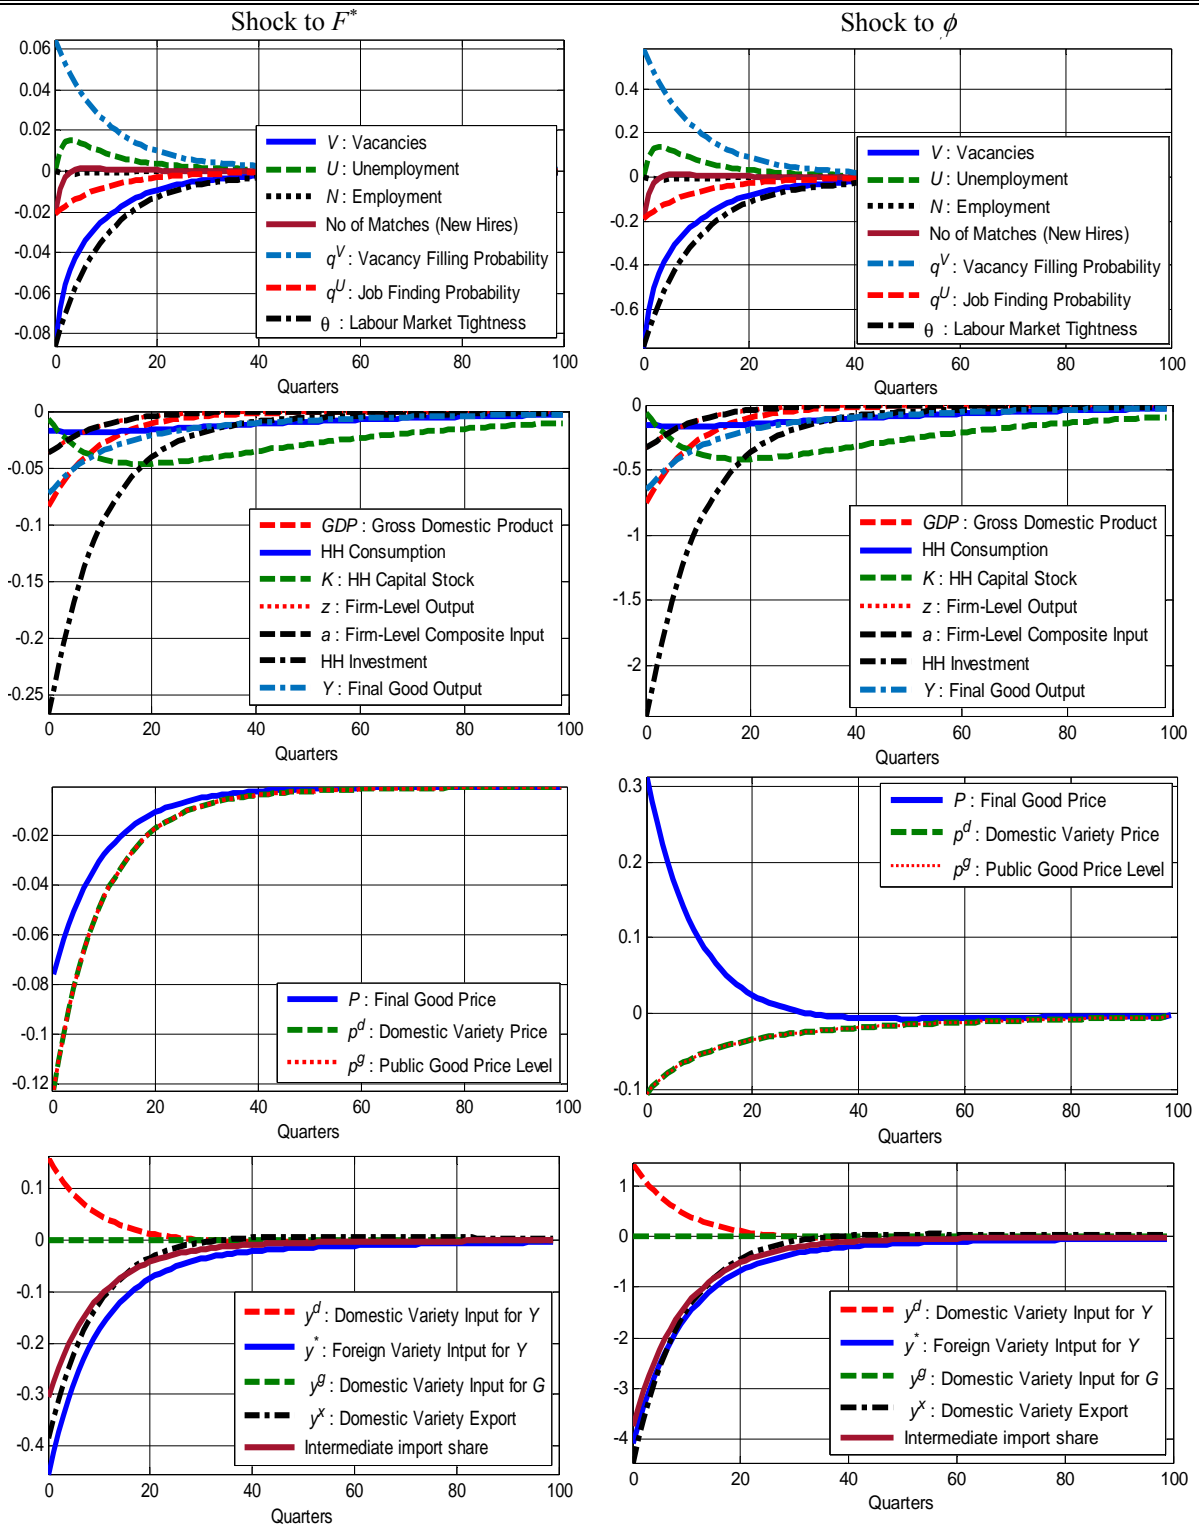 Shock to F*
Shock to ϕ
0.06
0.04
0.02
0
-0.02
-0.04
-0.06
-0.08
V : Vacancies
U : Unemployment
N : Employment
No of Matches (New Hires)
q^V : Vacancy Filling Probability
q^U : Job Finding Probability
θ : Labour Market Tightness
0 20 40 60 80 100
Quarters
0.4
0.2
0
-0.2
-0.4
-0.6
V : Vacancies
U : Unemployment
N : Employment
No of Matches (New Hires)
q^V : Vacancy Filling Probability
q^U : Job Finding Probability
θ : Labour Market Tightness
0 20 40 60 80 100
Quarters
0
-0.05
-0.1
-0.15
-0.2
-0.25
GDP : Gross Domestic Product
HH Consumption
K : HH Capital Stock
z : Firm-Level Output
a : Firm-Level Composite Input
HH Investment
Y : Final Good Output
0 20 40 60 80 100
Quarters
0
-0.5
-1
-1.5
-2
GDP : Gross Domestic Product
HH Consumption
K : HH Capital Stock
z : Firm-Level Output
a : Firm-Level Composite Input
HH Investment
Y : Final Good Output
0 20 40 60 80 100
Quarters
-0.02
-0.04
-0.06
-0.08
-0.1
-0.12
P : Final Good Price
p^d : Domestic Variety Price
p^g : Public Good Price Level
0 20 40 60 80 100
Quarters
0.3
0.2
0.1
0
-0.1
P : Final Good Price
p^d : Domestic Variety Price
p^g : Public Good Price Level
0 20 40 60 80 100
Quarters
0.1
0
-0.1
-0.2
-0.3
-0.4
y^d : Domestic Variety Input for Y
y^* : Foreign Variety Intput for Y
y^g : Domestic Variety Input for G
y^x : Domestic Variety Export
Intermediate import share
0 20 40 60 80 100
Quarters
1
0
-1
-2
-3
-4
y^d : Domestic Variety Input for Y
y^* : Foreign Variety Intput for Y
y^g : Domestic Variety Input for G
y^x : Domestic Variety Export
Intermediate import share
0 20 40 60 80 100
Quarters